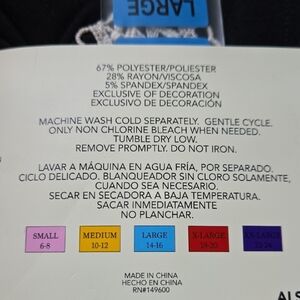 LARGE
67% POLYESTER/POLIESTER
28% RAYON/VISCOSA
5% SPANDEX/SPANDEX
EXCLUSIVE OF DECORATION
EXCLUSIVO DE DECORACIÓN
MACHINE WASH COLD SEPARATELY. GENTLE CYCLE.
ONLY NON CHLORINE BLEACH WHEN NEEDED.
TUMBLE DRY LOW.
REMOVE PROMPTLY. DO NOT IRON.
LAVAR A MÁQUINA EN AGUA FRÍA, POR SEPARADO.
CICLO DELICADO. BLANQUEADOR SIN CLORO SOLAMENTE,
CUANDO SEA NECESARIO.
SECAR EN SECADORA A BAJA TEMPERATURA.
SACAR INMEDIATAMENTE
NO PLANCHAR.
SMALL MEDIUM LARGE X-LARGE XX-LARGE
6-8 10-12 14-16 18-20 22-24
MADE IN CHINA
HECHO EN CHINA
RN#149600